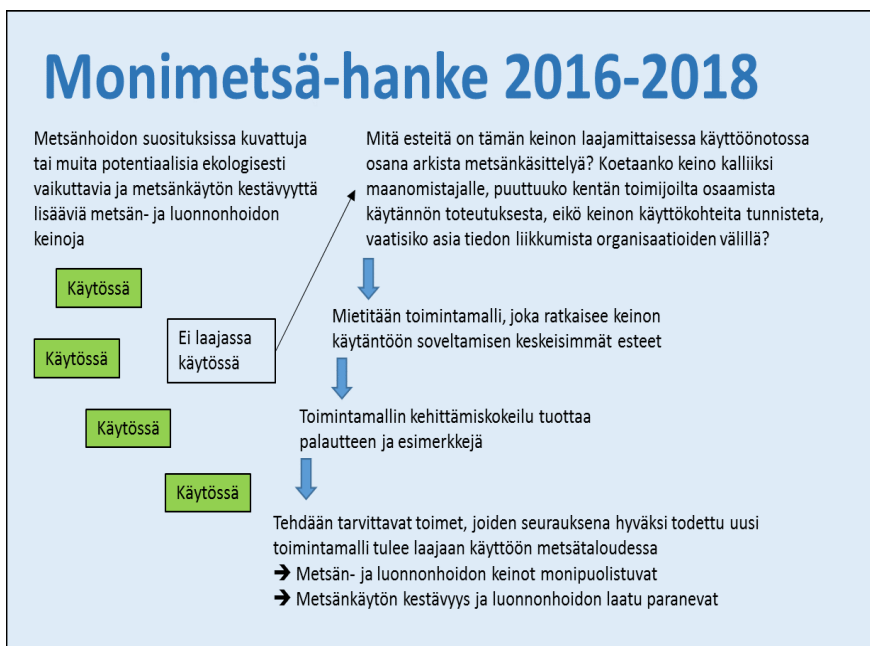 Monimetsä-hanke 2016-2018
Metsänhoidon suosituksissa kuvattuja
tai muita potentiaalisia ekologisesti
vaikuttavia ja metsänkäytön kestävyyttä
lisääviä metsän- ja luonnonhoidon
keinoja
Käytössä
Käytössä
Ei laajassa
käytössä
Käytössä
Käytössä
Mitä esteitä on tämän keinon laajamittaisessa käyttöönotossa
osana arkista metsänkäsittelyä? Koetaanko keino kalliiksi
maanomistajalle, puuttuuko kentän toimijoilta osaamista
käytännön toteutuksesta, eikö keinon käyttökohteita tunnisteta,
vaatisiko asia tiedon liikkumista organisaatioiden välillä?
Mietitään toimintamalli, joka ratkaisee keinon
käytäntöön soveltamisen keskeisimmät esteet
Toimintamallin kehittämiskokeilu tuottaa
palautteen ja esimerkkejä
Tehdään tarvittavat toimet, joiden seurauksena hyväksi todettu uusi
toimintamalli tulee laajaan käyttöön metsätaloudessa
➔ Metsän- ja luonnonhoidon keinot monipuolistuvat
➔ Metsänkäytön kestävyys ja luonnonhoidon laatu paranevat